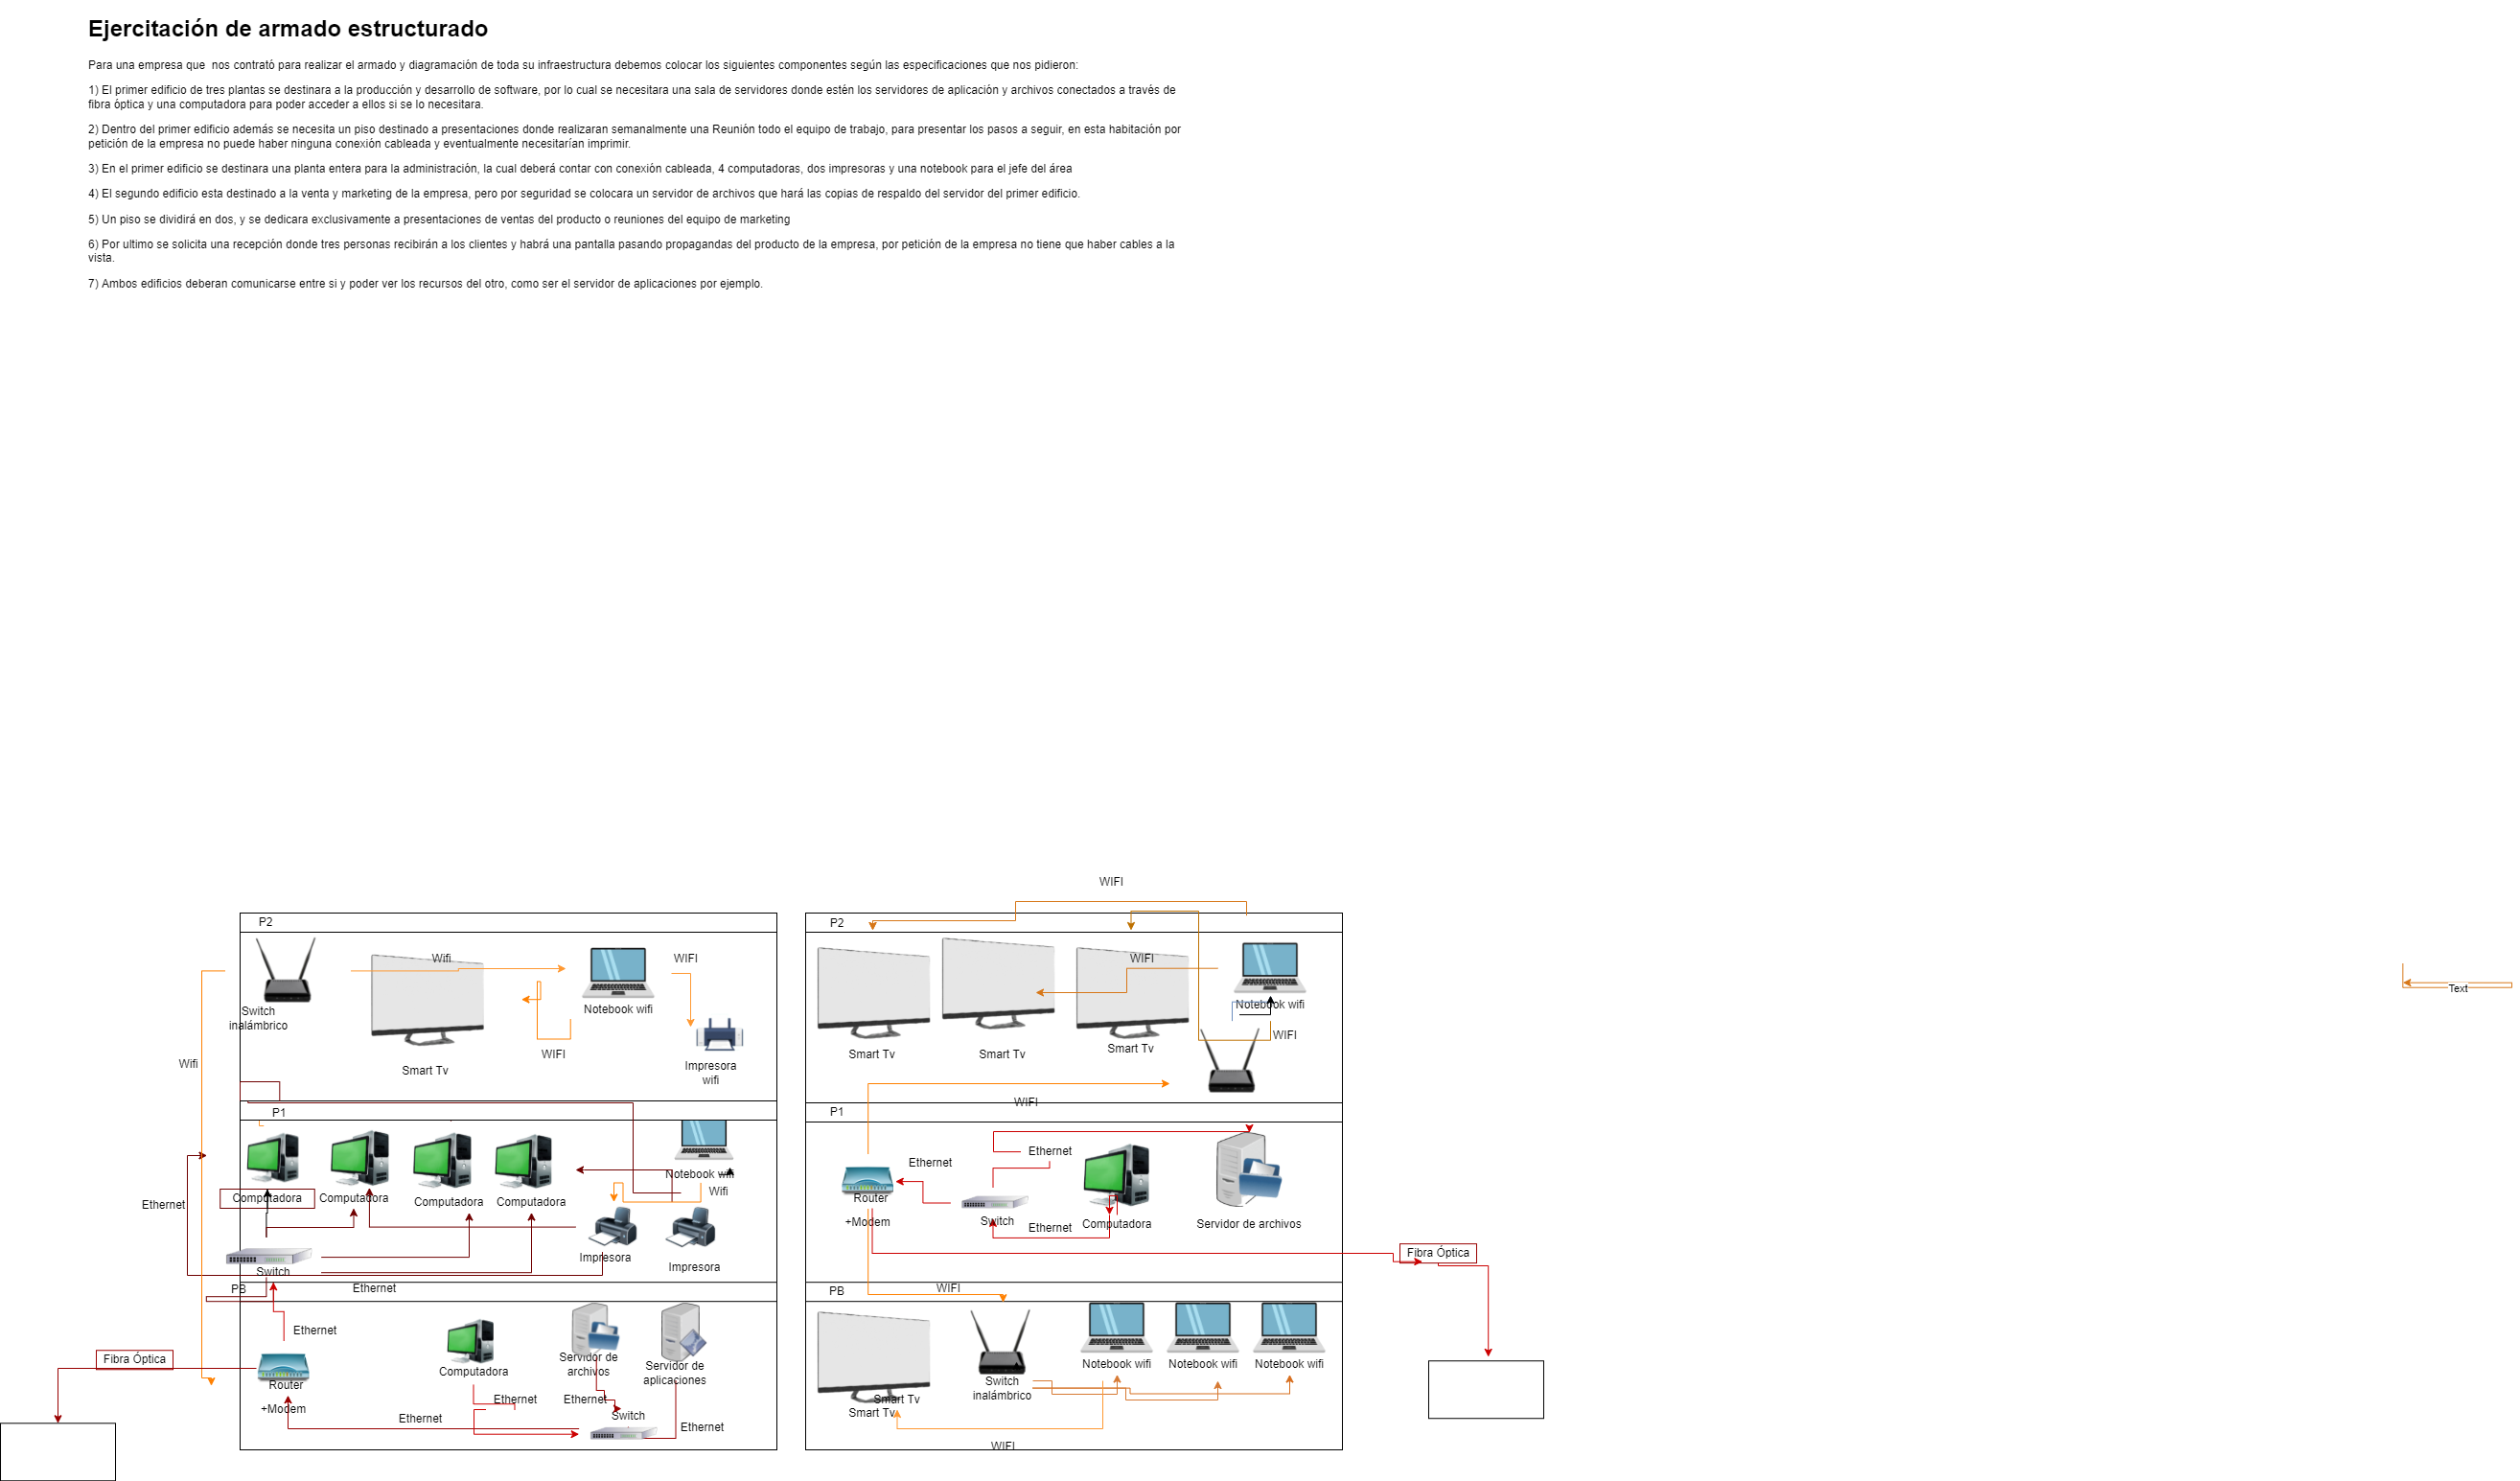 Ejercitación de armado estructurado
Para una empresa que  nos contrató para realizar el armado y diagramación de toda su infraestructura debemos colocar los siguientes componentes según las especificaciones que nos pidieron:
1) El primer edificio de tres plantas se destinara a la producción y desarrollo de software, por lo cual se necesitara una sala de servidores donde estén los servidores de aplicación y archivos conectados a través de
fibra óptica y una computadora para poder acceder a ellos si se lo necesitara.
2) Dentro del primer edificio además se necesita un piso destinado a presentaciones donde realizaran semanalmente una Reunión todo el equipo de trabajo, para presentar los pasos a seguir, en esta habitación por
petición de la empresa no puede haber ninguna conexión cableada y eventualmente necesitarían imprimir.
3) En el primer edificio se destinara una planta entera para la administración, la cual deberá contar con conexión cableada, 4 computadoras, dos impresoras y una notebook para el jefe del área
4) El segundo edificio esta destinado a la venta y marketing de la empresa, pero por seguridad se colocara un servidor de archivos que hará las copias de respaldo del servidor del primer edificio.
5) Un piso se dividirá en dos, y se dedicara exclusivamente a presentaciones de ventas del producto o reuniones del equipo de marketing
6) Por ultimo se solicita una recepción donde tres personas recibirán a los clientes y habrá una pantalla pasando propagandas del producto de la empresa, por petición de la empresa no tiene que haber cables a la
vista.
7) Ambos edificios deberan comunicarse entre si y poder ver los recursos del otro, como ser el servidor de aplicaciones por ejemplo.
P2
Wifi
WIFI
Notebook wifi
Switch
inalámbrico
WIFI
Smart Tv
Impresora
wifi
Wifi
P1
Notebook wifi
Wifi
Computadora
Computadora
Computadora
Computadora
Ethernet
Impresora
Impresora
Switch
PB
Ethernet
Ethernet
Fibra Óptica
Router
+Modem
Computadora
Servidor de
archivos
Servidor de
aplicaciones
Ethernet
Ethernet
Ethernet
Switch
Ethernet
WIFI
P2
WIFI
Notebook wifi
WIFI
Smart Tv
Smart Tv
Smart Tv
WIFI
P1
Ethernet
Ethernet
Router
+Modem
Switch
Ethernet
Computadora
Servidor de archivos
Fibra Óptica
PB
WIFI
Notebook wifi
Notebook wifi
Notebook wifi
Switch
inalámbrico
Smart Tv
Smart Tv
WIFI
Text